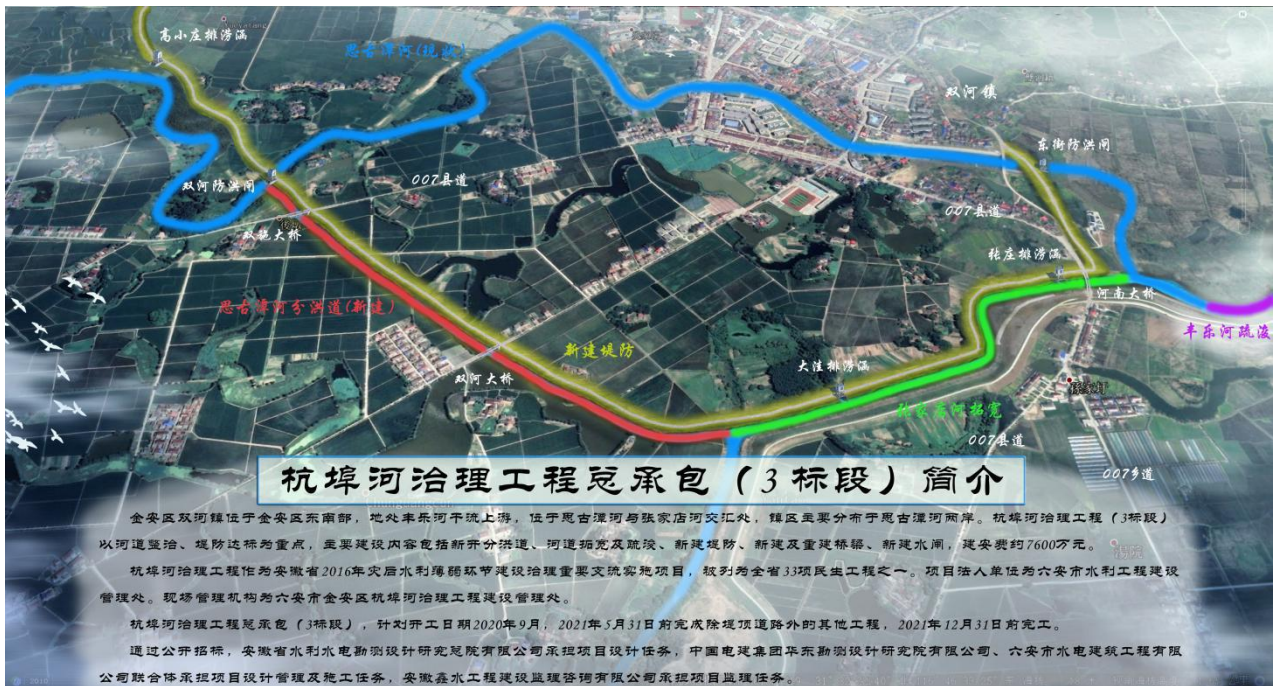 高小庄排涝涵
思古潭河(现状)
双河镇
东街防洪闸
双河防洪闸
007县道
007县道
双施大桥
张庄排涝涵
河南大桥
思古潭河分洪道(新建)
丰乐河疏浚
新建堤防
双河大桥
大洼排涝涵
张家店河拓宽
007县道
007乡道
杭埠河治理工程总承包（3标段）简介
金安区双河镇位于金安区东南部，地处丰乐河干流上游，位于思古潭河与张家店河交汇处，镇区主要分布于思古潭河两岸。杭埠河治理工程（3标段）
以河道整治、堤防达标为重点，主要建设内容包括新开分洪道、河道拓宽及疏浚、新建堤防、新建及重建桥梁、新建水闸，建安费约7600万元。
杭埠河治理工程作为安徽省2016年灾后水利薄弱环节建设治理重要支流实施项目，被列为全省33项民生工程之一。项目法人单位为六安市水利工程建设
管理处。现场管理机构为六安市金安区杭埠河治理工程建设管理处。
杭埠河治理工程总承包（3标段），计划开工日期2020年9月，2021年5月31日前完成除堤顶道路外的其他工程，2021年12月31日前完工。
通过公开招标，安徽省水利水电勘测设计研究总院有限公司承担项目设计任务，中国电建集团华东勘测设计研究院有限公司、六安市水电建筑工程有限
公司联合体承担项目设计管理及施工任务，安徽鑫水工程建设监理咨询有限公司承担项目监理任务。